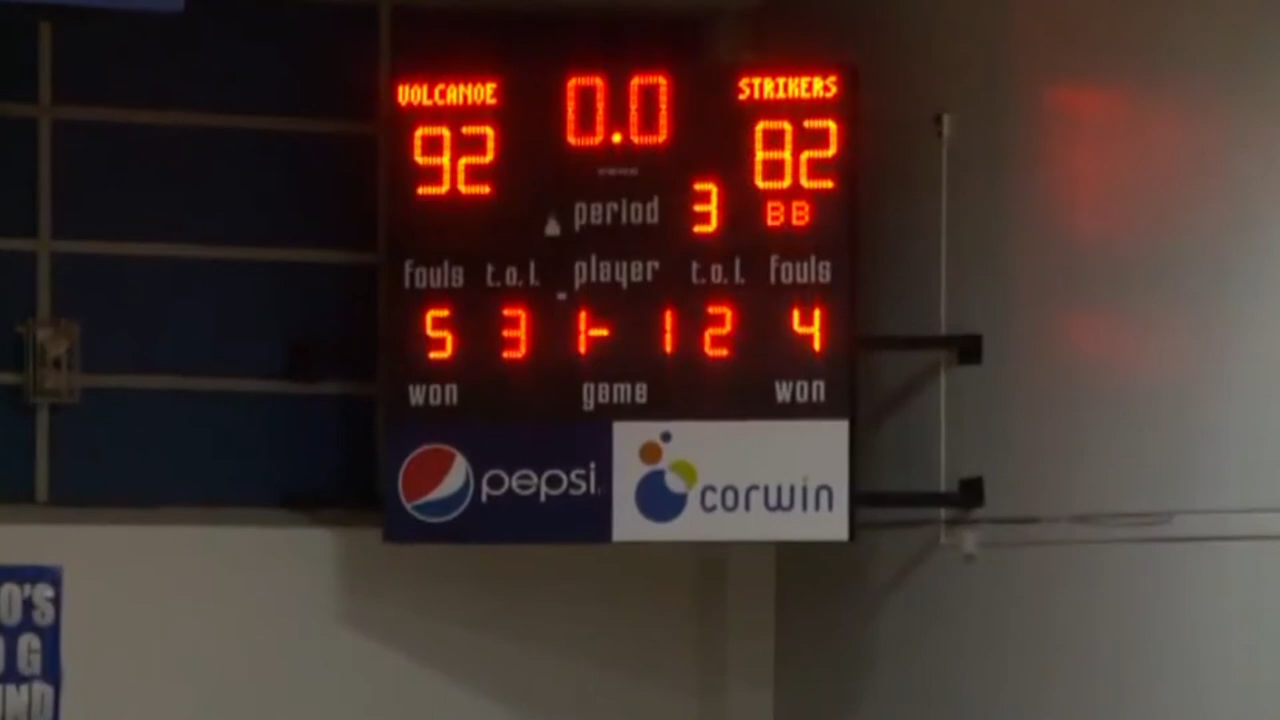 VOLCANOE 0.0 STRIKERS
92 82
period 3 BB
fouls t.o.l. player t.o.l. fouls
5 3 1- 1 2 4
won game won
pepsi corwin
O'S
G
UND